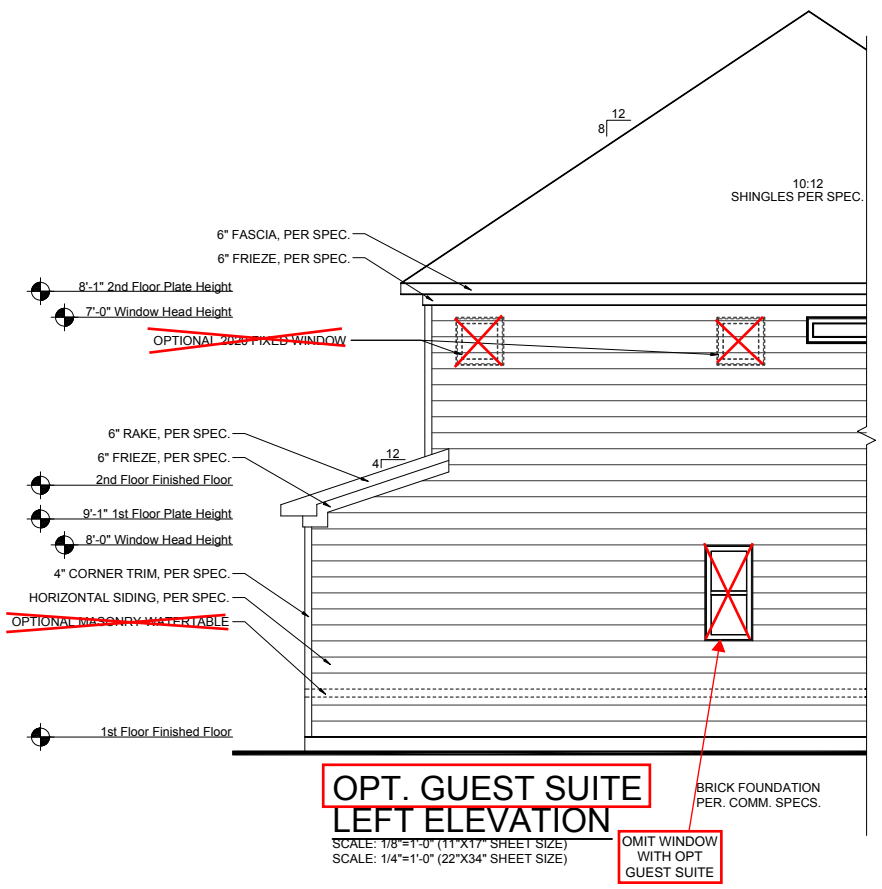 12
8
10:12
SHINGLES PER SPEC.
6" FASCIA, PER SPEC.
6" FRIEZE, PER SPEC.
8'-1" 2nd Floor Plate Height
7'-0" Window Head Height
OPTIONAL 2020 FIXED WINDOW
6" RAKE, PER SPEC.
12
4
6" FRIEZE, PER SPEC.
2nd Floor Finished Floor
9'-1" 1st Floor Plate Height
8'-0" Window Head Height
4" CORNER TRIM, PER SPEC.
HORIZONTAL SIDING, PER SPEC.
OPTIONAL MASONRY WATERTABLE
1st Floor Finished Floor
OPT. GUEST SUITE
LEFT ELEVATION
SCALE: 1/8"=1'-0" (11"X17" SHEET SIZE)
SCALE: 1/4"=1'-0" (22"X34" SHEET SIZE)
BRICK FOUNDATION
PER. COMM. SPECS.
OMIT WINDOW
WITH OPT
GUEST SUITE